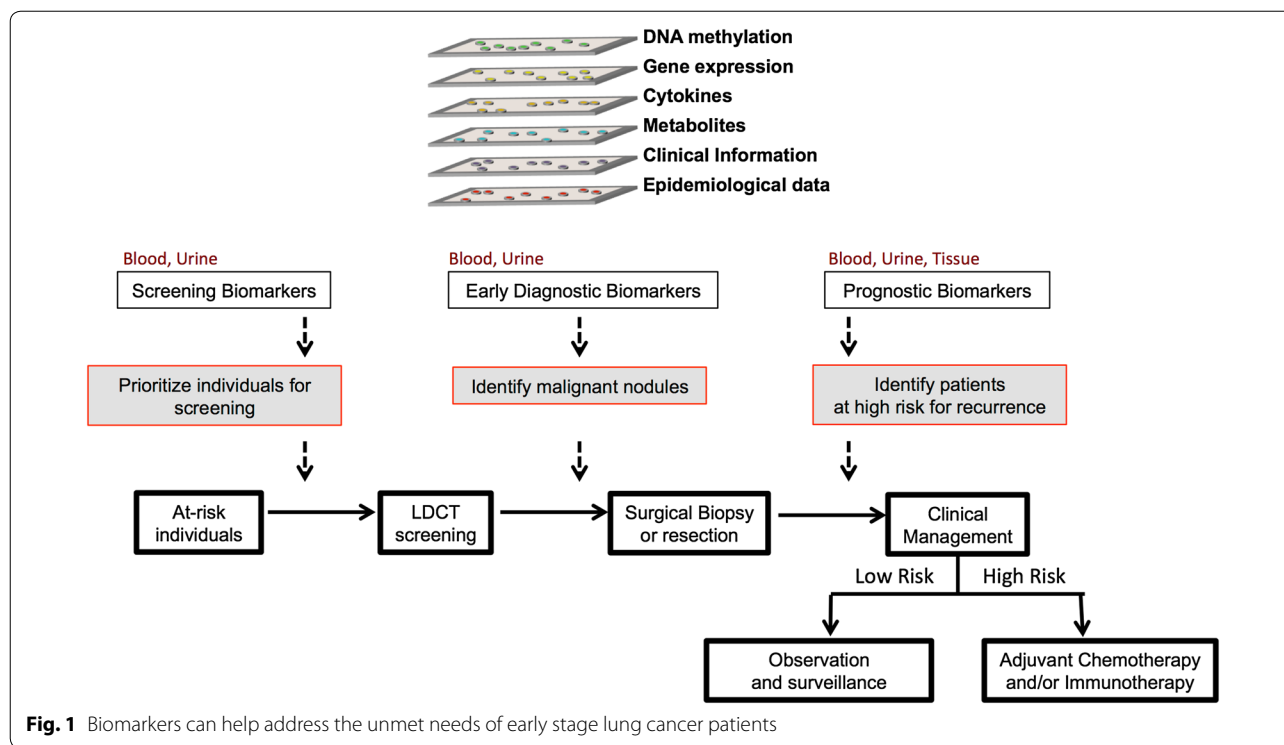 DNA methylation
Gene expression
Cytokines
Metabolites
Clinical Information
Epidemiological data
Blood, Urine
Screening Biomarkers
Blood, Urine
Early Diagnostic Biomarkers
Blood, Urine, Tissue
Prognostic Biomarkers
Prioritize individuals for
screening
Identify malignant nodules
Identify patients
at high risk for recurrence
At-risk
individuals
LDCT
screening
Surgical Biopsy
or resection
Clinical
Management
Low Risk
High Risk
Observation
and surveillance
Adjuvant Chemotherapy
and/or Immunotherapy
Fig. 1 Biomarkers can help address the unmet needs of early stage lung cancer patients